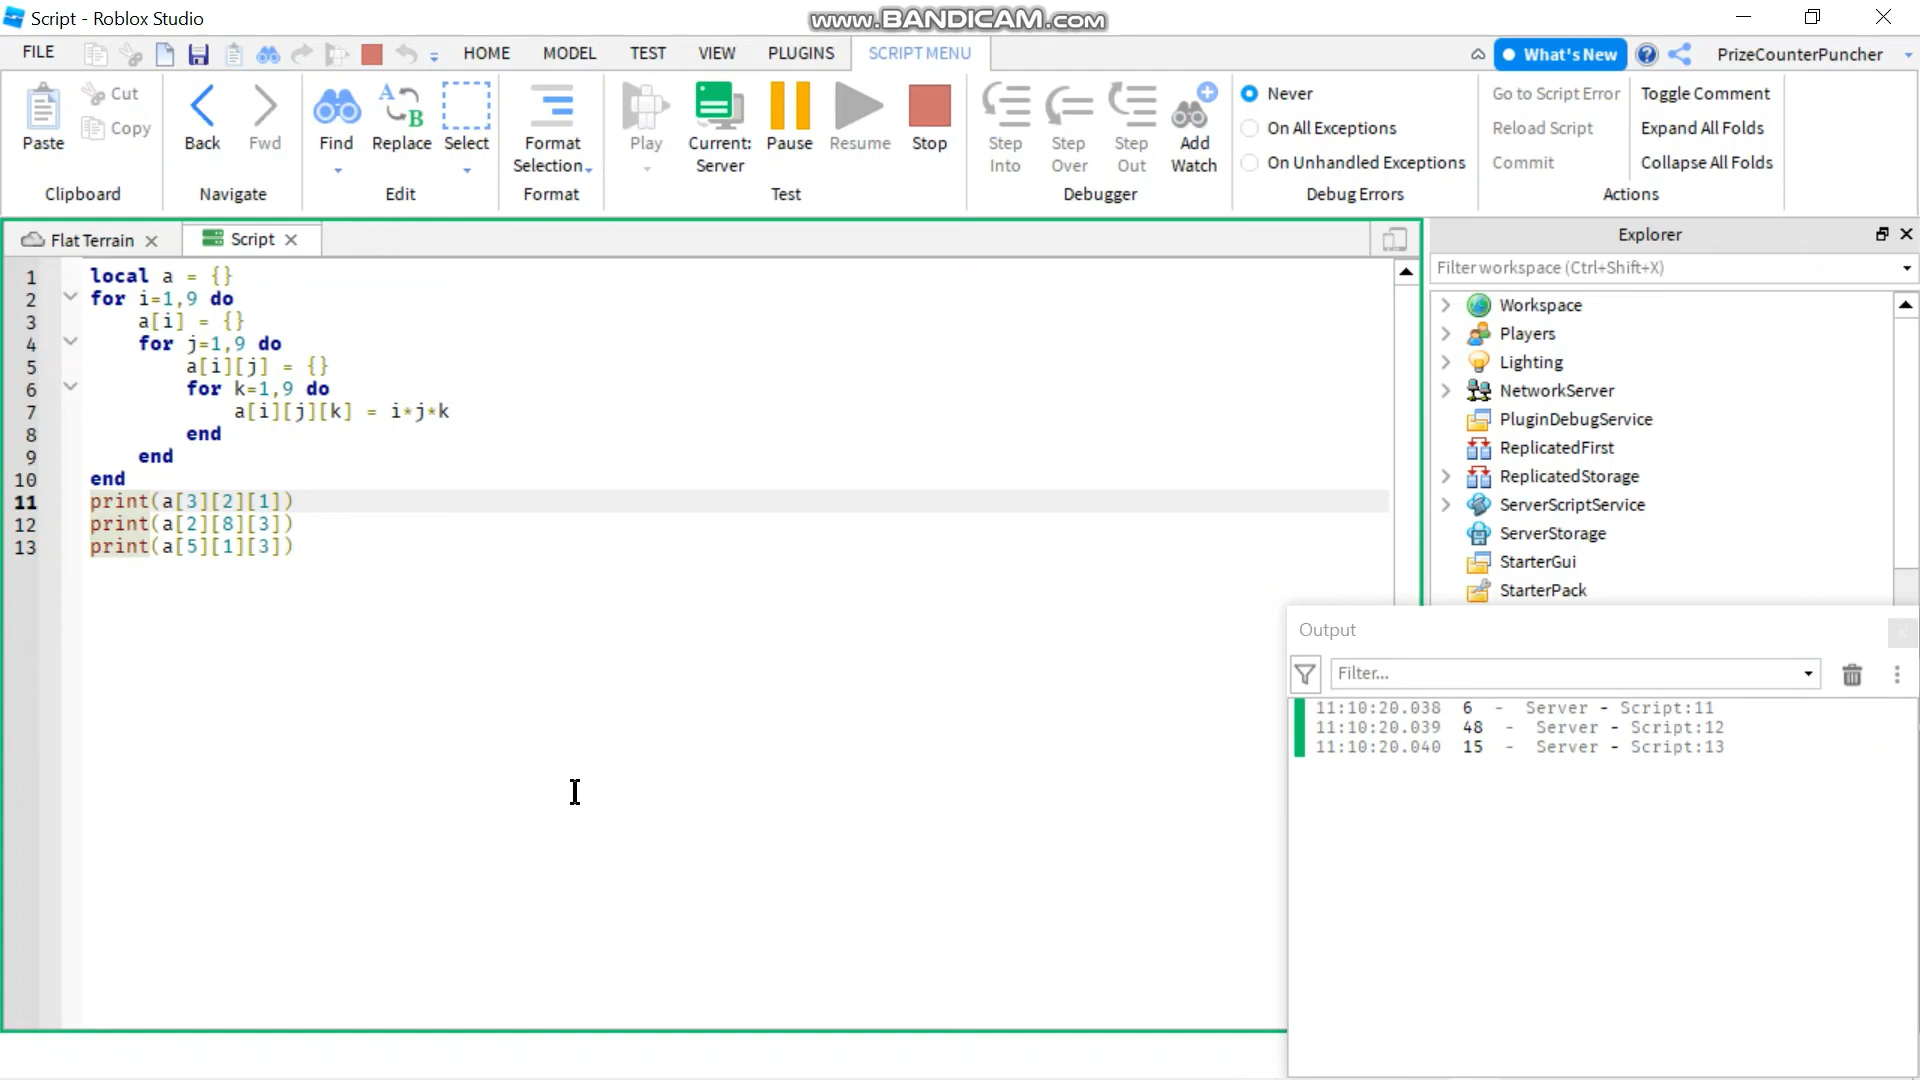 Script - Roblox Studio
www.BANDICAM.com
FILE
HOME
MODEL
TEST
VIEW
PLUGINS
SCRIPT MENU
What's New
PrizeCounterPuncher
Paste
Cut
Copy
Clipboard
Back
Fwd
Navigate
Find
Replace
Select
Edit
Format
Selection
Format
Play
Current:
Server
Pause
Resume
Stop
Test
Step
Into
Step
Over
Step
Out
Add
Watch
Debugger
Never
On All Exceptions
On Unhandled Exceptions
Debug Errors
Go to Script Error
Reload Script
Commit
Toggle Comment
Expand All Folds
Collapse All Folds
Actions
Flat Terrain
Script
1 local a = {}
2 for i=1,9 do
3 a[i] = {}
4 for j=1,9 do
5 a[i][j] = {}
6 for k=1,9 do
7 a[i][j][k] = i*j*k
8 end
9 end
10 end
11 print(a[3][2][1])
12 print(a[2][8][3])
13 print(a[5][1][3])
Explorer
Filter workspace (Ctrl+Shift+X)
Workspace
Players
Lighting
NetworkServer
PluginDebugService
ReplicatedFirst
ReplicatedStorage
ServerScriptService
ServerStorage
StarterGui
StarterPack
Output
Filter...
11:10:20.038 6 - Server - Script:11
11:10:20.039 48 - Server - Script:12
11:10:20.040 15 - Server - Script:13